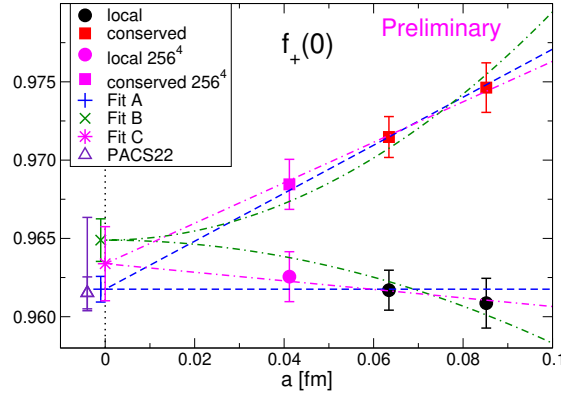 f₊(0)
Preliminary
local
conserved
local 256⁴
conserved 256⁴
Fit A
Fit B
Fit C
PACS22
0.975
0.970
0.965
0.960
0 0.02 0.04 0.06 0.08 0.1
a [fm]